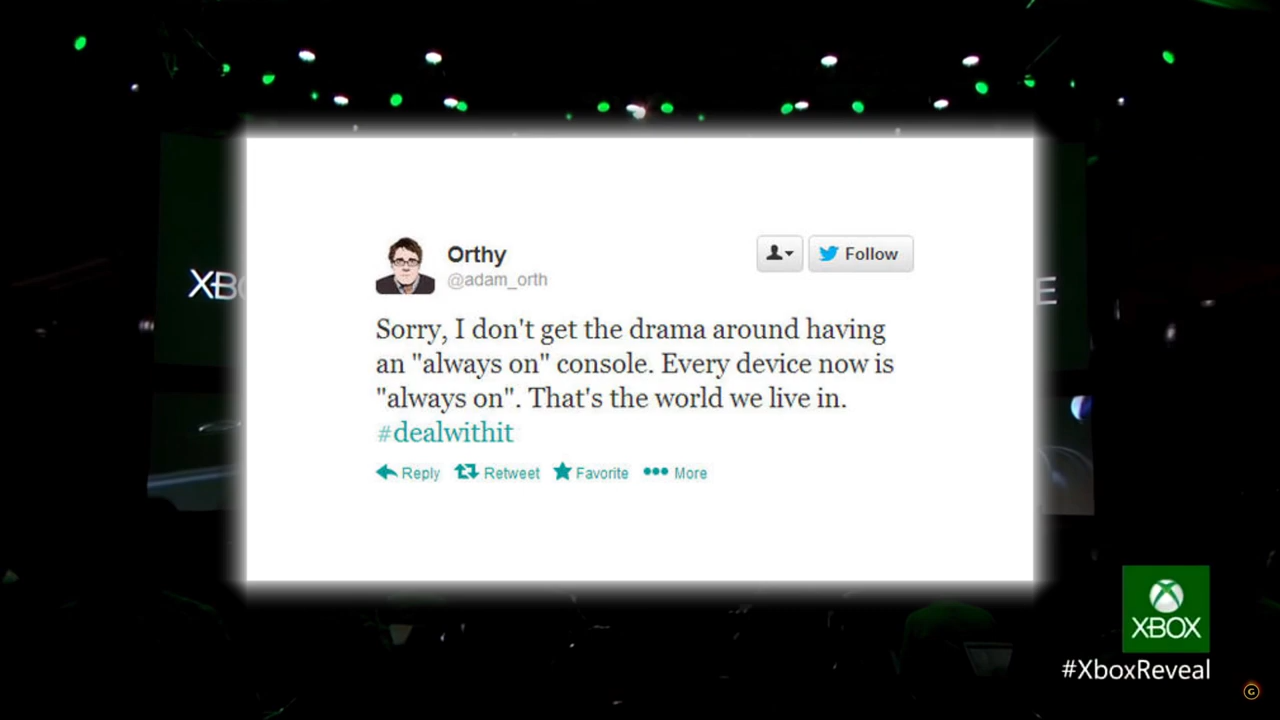 Orthy
@adam_orth
Follow
Sorry, I don't get the drama around having
an "always on" console. Every device now is
"always on". That's the world we live in.
#dealwithit
Reply Retweet Favorite More
XBOX
#XboxReveal
G